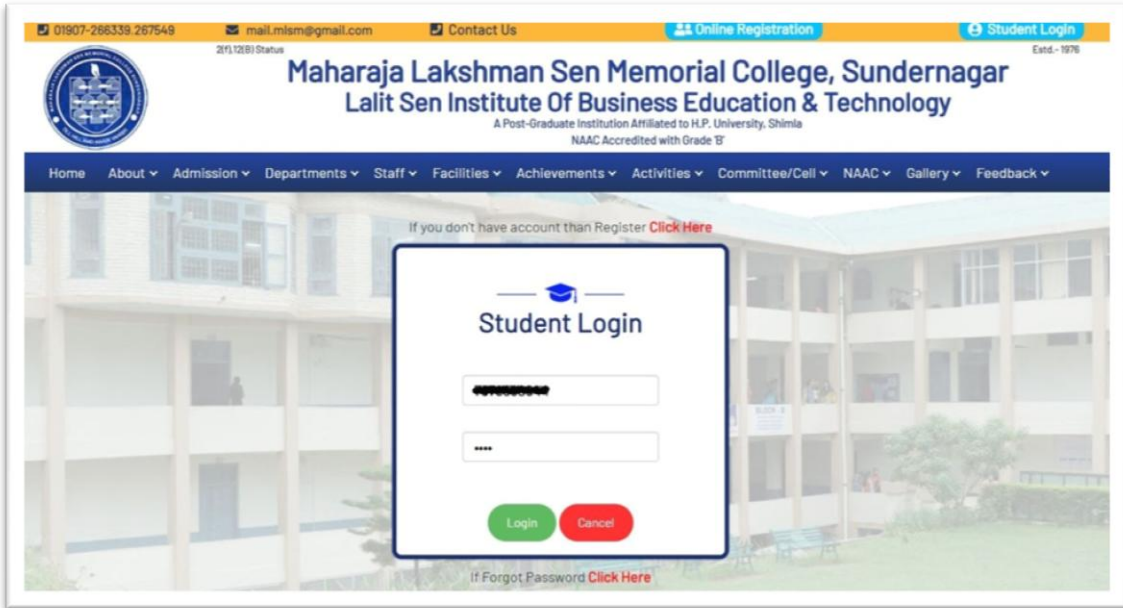 01907-266339.267549 mail.mlsm@gmail.com Contact Us Online Registration Student Login
2(f),12(B) Status Estd.- 1976
Maharaja Lakshman Sen Memorial College, Sundernagar
Lalit Sen Institute Of Business Education & Technology
A Post-Graduate Institution Affiliated to H.P. University, Shimla
NAAC Accredited with Grade 'B'
Home About Admission Departments Staff Facilities Achievements Activities Committee/Cell NAAC Gallery Feedback
If you don't have account than Register Click Here
Student Login
Login Cancel
If Forgot Password Click Here